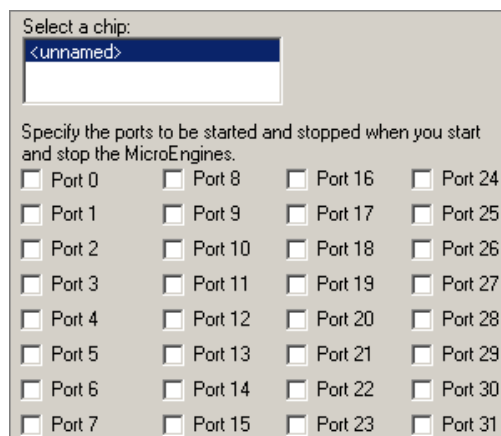 Select a chip:
<unnamed>
Specify the ports to be started and stopped when you start
and stop the MicroEngines.
Port 0 Port 8 Port 16 Port 24
Port 1 Port 9 Port 17 Port 25
Port 2 Port 10 Port 18 Port 26
Port 3 Port 11 Port 19 Port 27
Port 4 Port 12 Port 20 Port 28
Port 5 Port 13 Port 21 Port 29
Port 6 Port 14 Port 22 Port 30
Port 7 Port 15 Port 23 Port 31